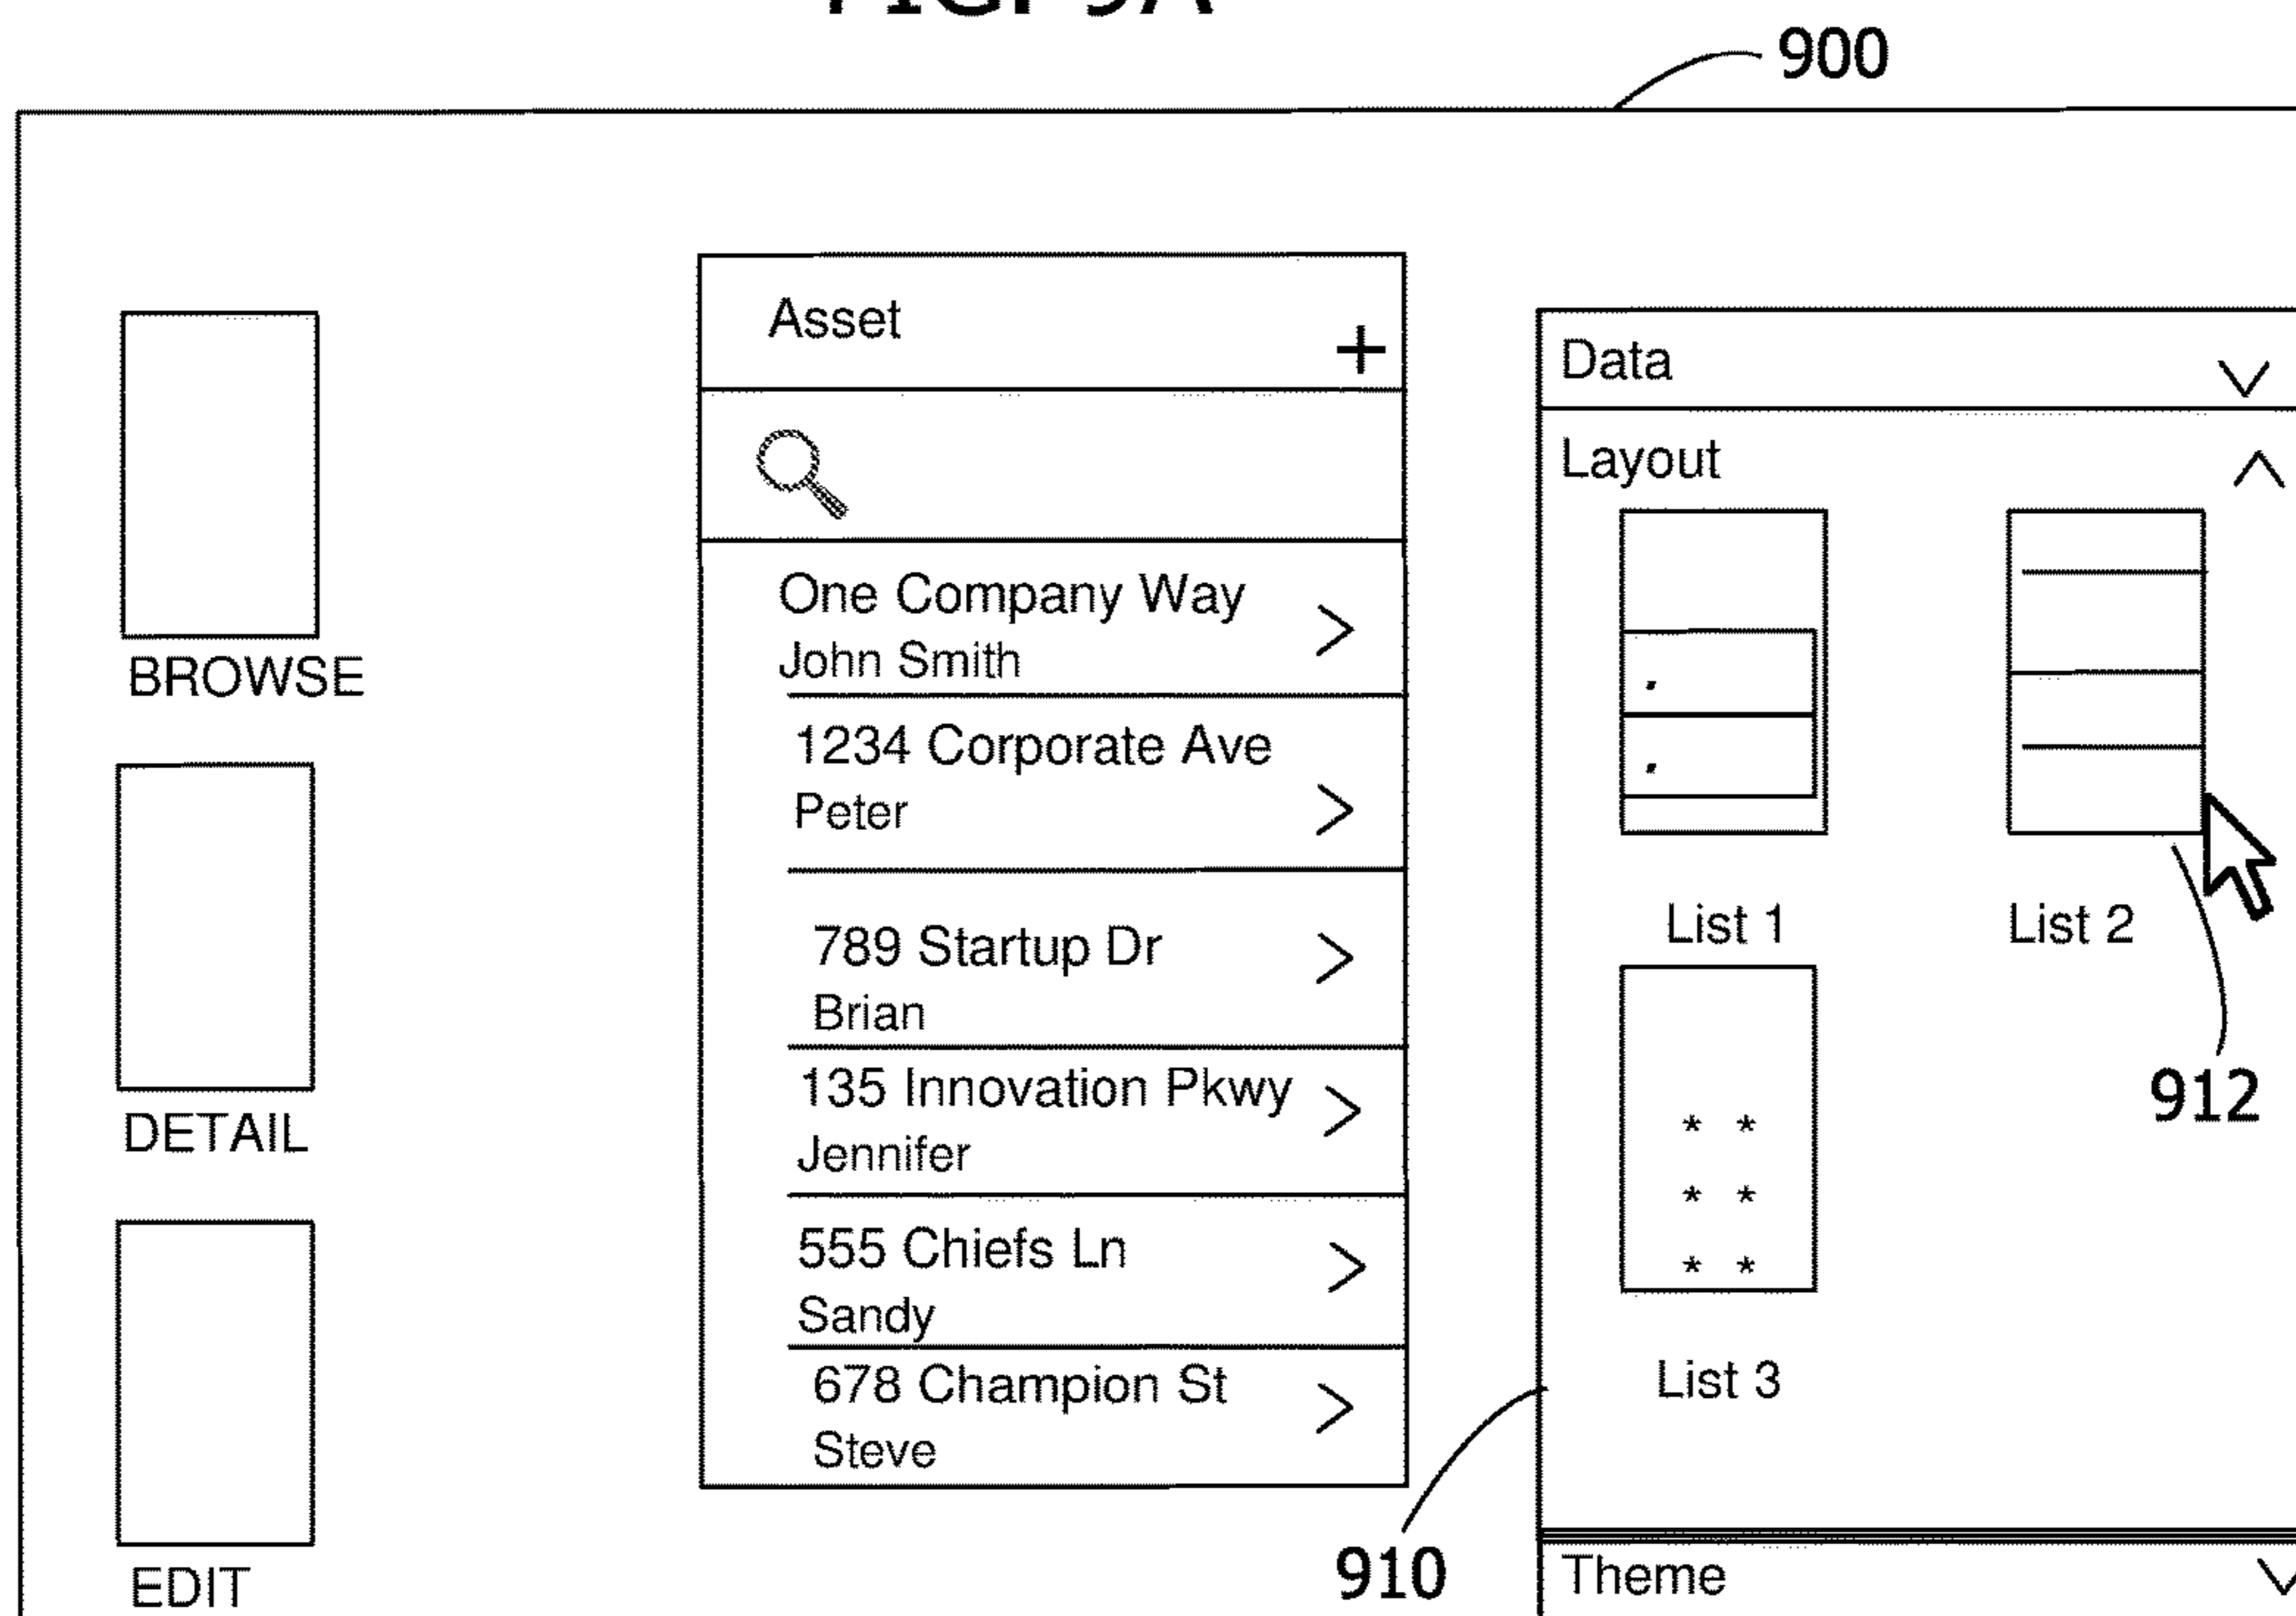 FIG. 9A
900
BROWSE
DETAIL
EDIT
Asset +
One Company Way >
John Smith
1234 Corporate Ave
Peter >
789 Startup Dr >
Brian
135 Innovation Pkwy >
Jennifer
555 Chiefs Ln >
Sandy
678 Champion St >
Steve
910
Data
Layout
List 1 List 2
912
* *
* *
* *
List 3
Theme